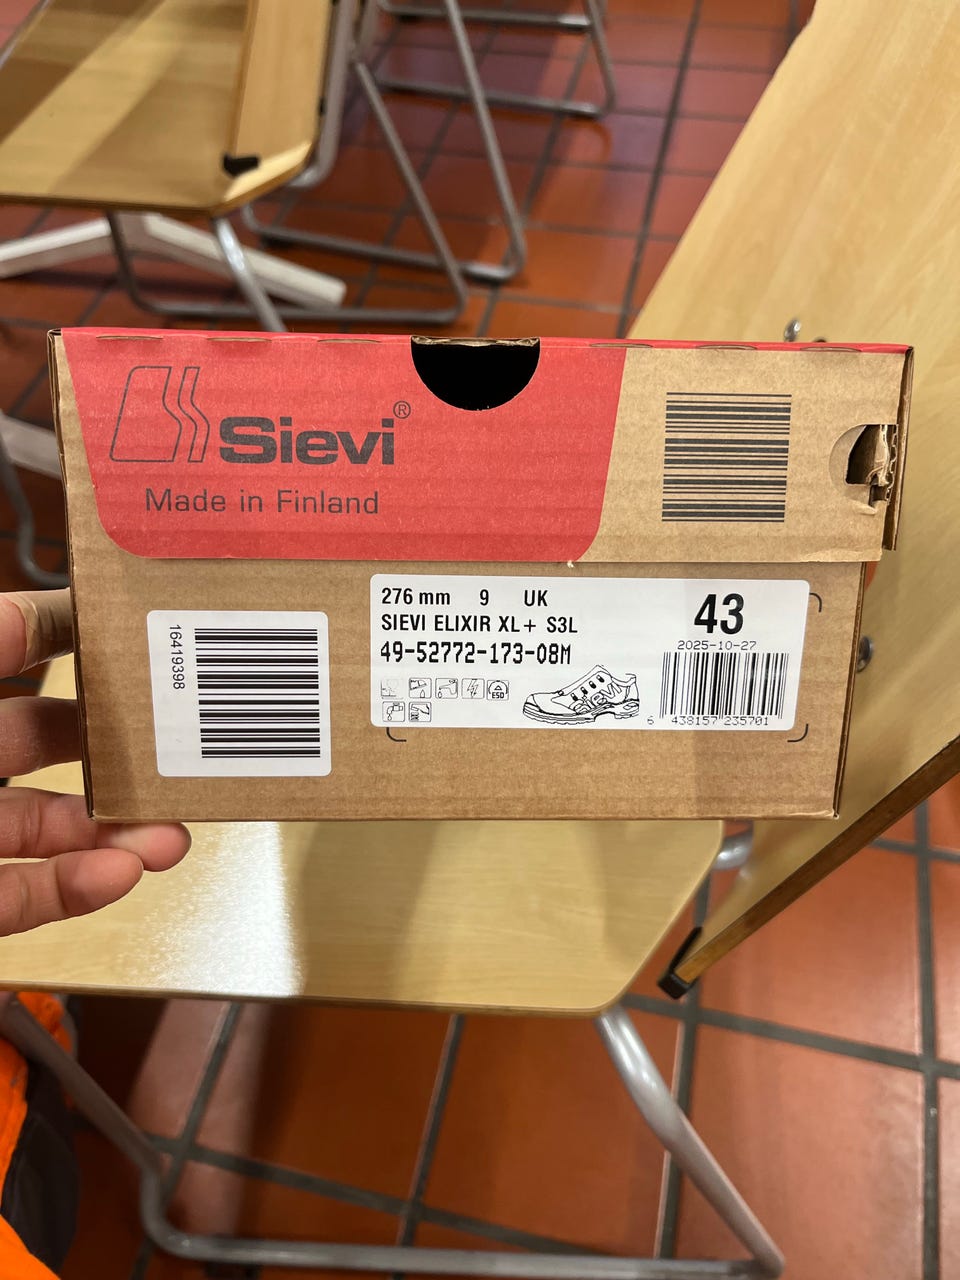 Sievi®
Made in Finland
16419398
276 mm 9 UK
SIEVI ELIXIR XL+ S3L
49-52772-173-08M
43
2025-10-27
ESD
SIEVI
6 438157 235701